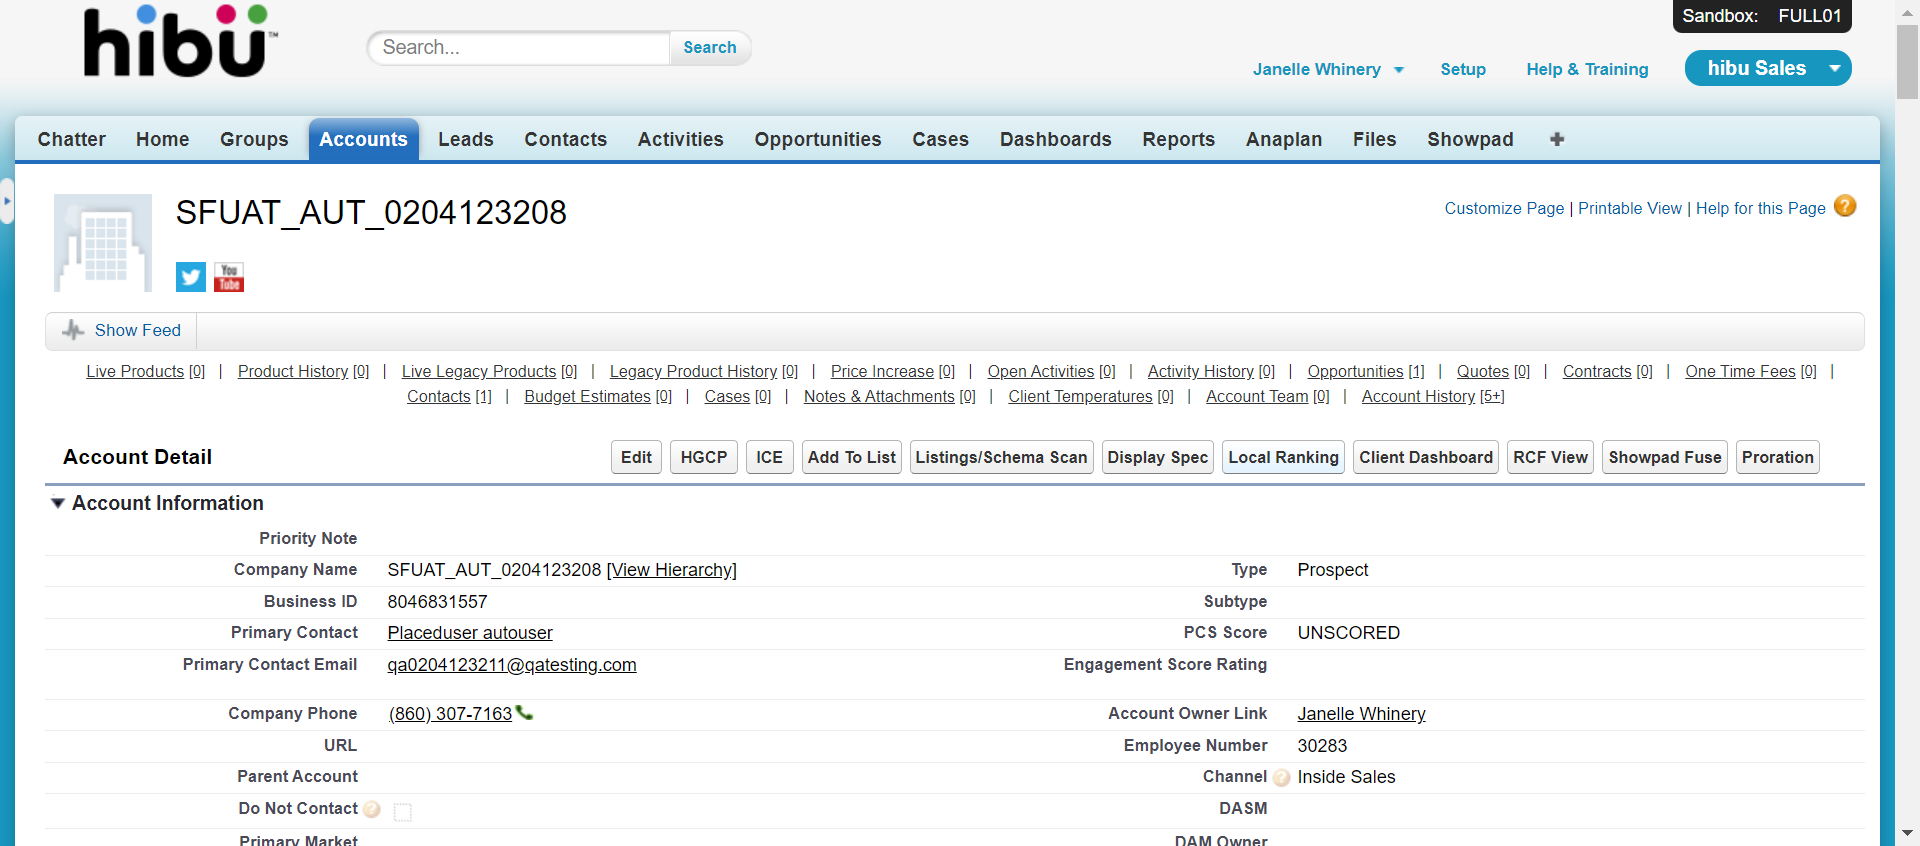 hibü™
Search...
Search
Sandbox: FULL01
Janelle Whinery
Setup
Help & Training
hibu Sales
Chatter Home Groups Accounts Leads Contacts Activities Opportunities Cases Dashboards Reports Anaplan Files Showpad
SFUAT_AUT_0204123208
Customize Page | Printable View | Help for this Page ?
You
Tube
Show Feed
Live Products [0] | Product History [0] | Live Legacy Products [0] | Legacy Product History [0] | Price Increase [0] | Open Activities [0] | Activity History [0] | Opportunities [1] | Quotes [0] | Contracts [0] | One Time Fees [0] |
Contacts [1] | Budget Estimates [0] | Cases [0] | Notes & Attachments [0] | Client Temperatures [0] | Account Team [0] | Account History [5+]
Account Detail
Edit HGCP ICE Add To List Listings/Schema Scan Display Spec Local Ranking Client Dashboard RCF View Showpad Fuse Proration
Account Information
Priority Note
Company Name SFUAT_AUT_0204123208 [View Hierarchy] Type Prospect
Business ID 8046831557 Subtype
Primary Contact Placeduser autouser PCS Score UNSCORED
Primary Contact Email qa0204123211@qatesting.com Engagement Score Rating
Company Phone (860) 307-7163 Account Owner Link Janelle Whinery
URL Employee Number 30283
Parent Account Channel ? Inside Sales
Do Not Contact ? DASM
Primary Market DAM Owner